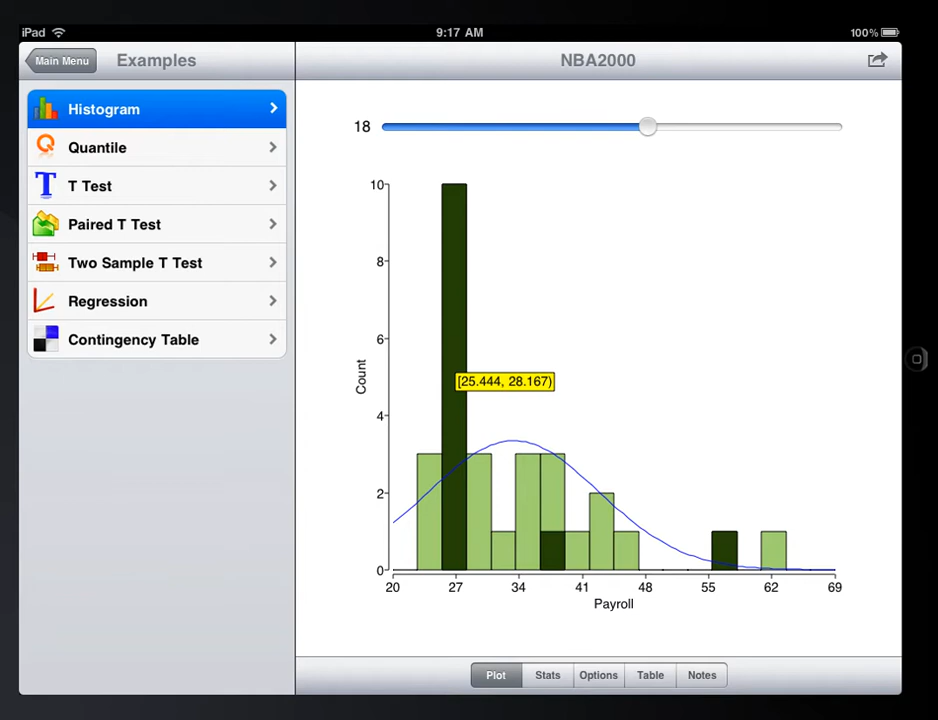 iPad 9:17 AM 100%
Main Menu Examples NBA2000
Histogram
Quantile
T Test
Paired T Test
Two Sample T Test
Regression
Contingency Table
18
10
8
6
4
2
0
Count
[25.444, 28.167)
20 27 34 41 48 55 62 69
Payroll
Plot Stats Options Table Notes